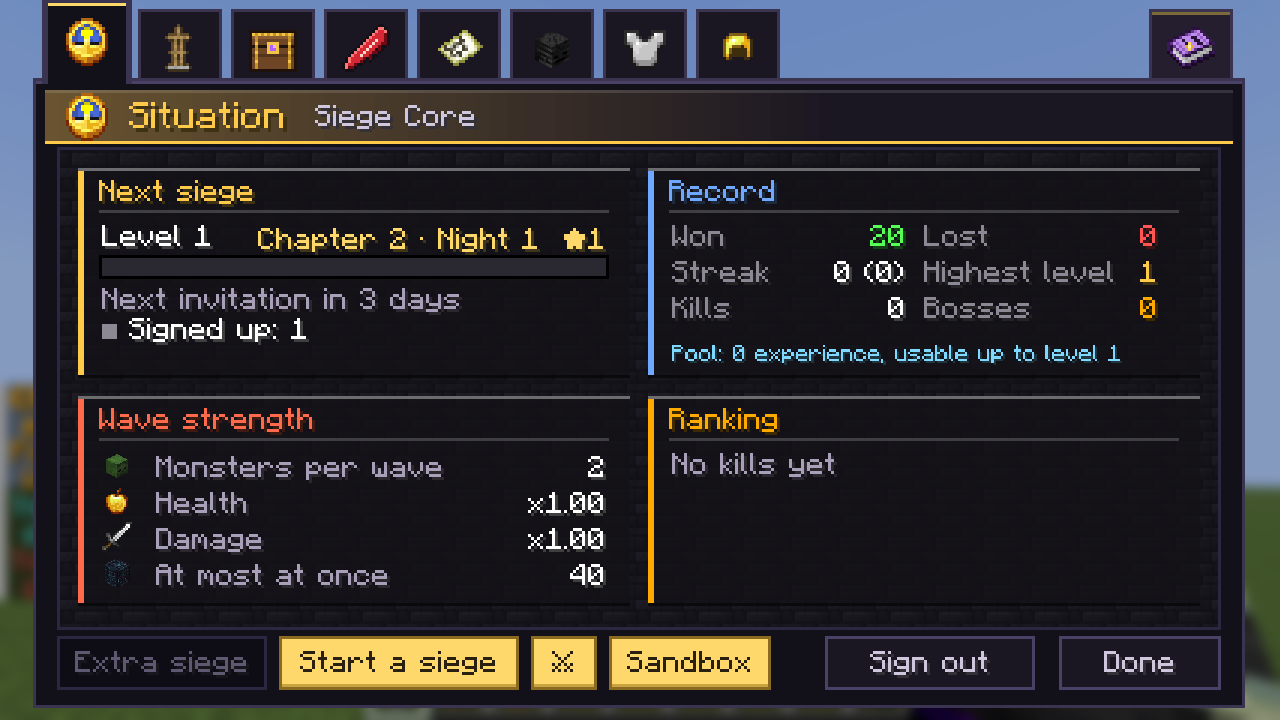 Situation Siege Core
Next siege
Level 1 Chapter 2 · Night 1 ★1
Next invitation in 3 days
Signed up: 1
Record
Won 20 Lost 0
Streak 0 (0) Highest level 1
Kills 0 Bosses 0
Pool: 0 experience, usable up to level 1
Wave strength
Monsters per wave 2
Health x1.00
Damage x1.00
At most at once 40
Ranking
No kills yet
Extra siege Start a siege X Sandbox Sign out Done